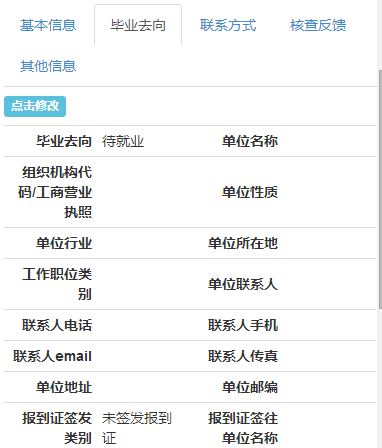 基本信息 毕业去向 联系方式 核查反馈
其他信息
点击修改
毕业去向 待就业 单位名称
组织机构代
码/工商营业
执照
单位性质
单位行业 单位所在地
工作职位类
别
单位联系人
联系人电话 联系人手机
联系人email 联系人传真
单位地址 单位邮编
报到证签发
类别
未签发报到
证
报到证签往
单位名称